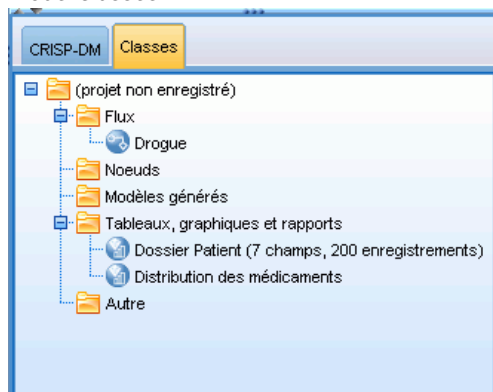 CRISP-DM Classes
(projet non enregistré)
Flux
Drogue
Noeuds
Modèles générés
Tableaux, graphiques et rapports
Dossier Patient (7 champs, 200 enregistrements)
Distribution des médicaments
Autre